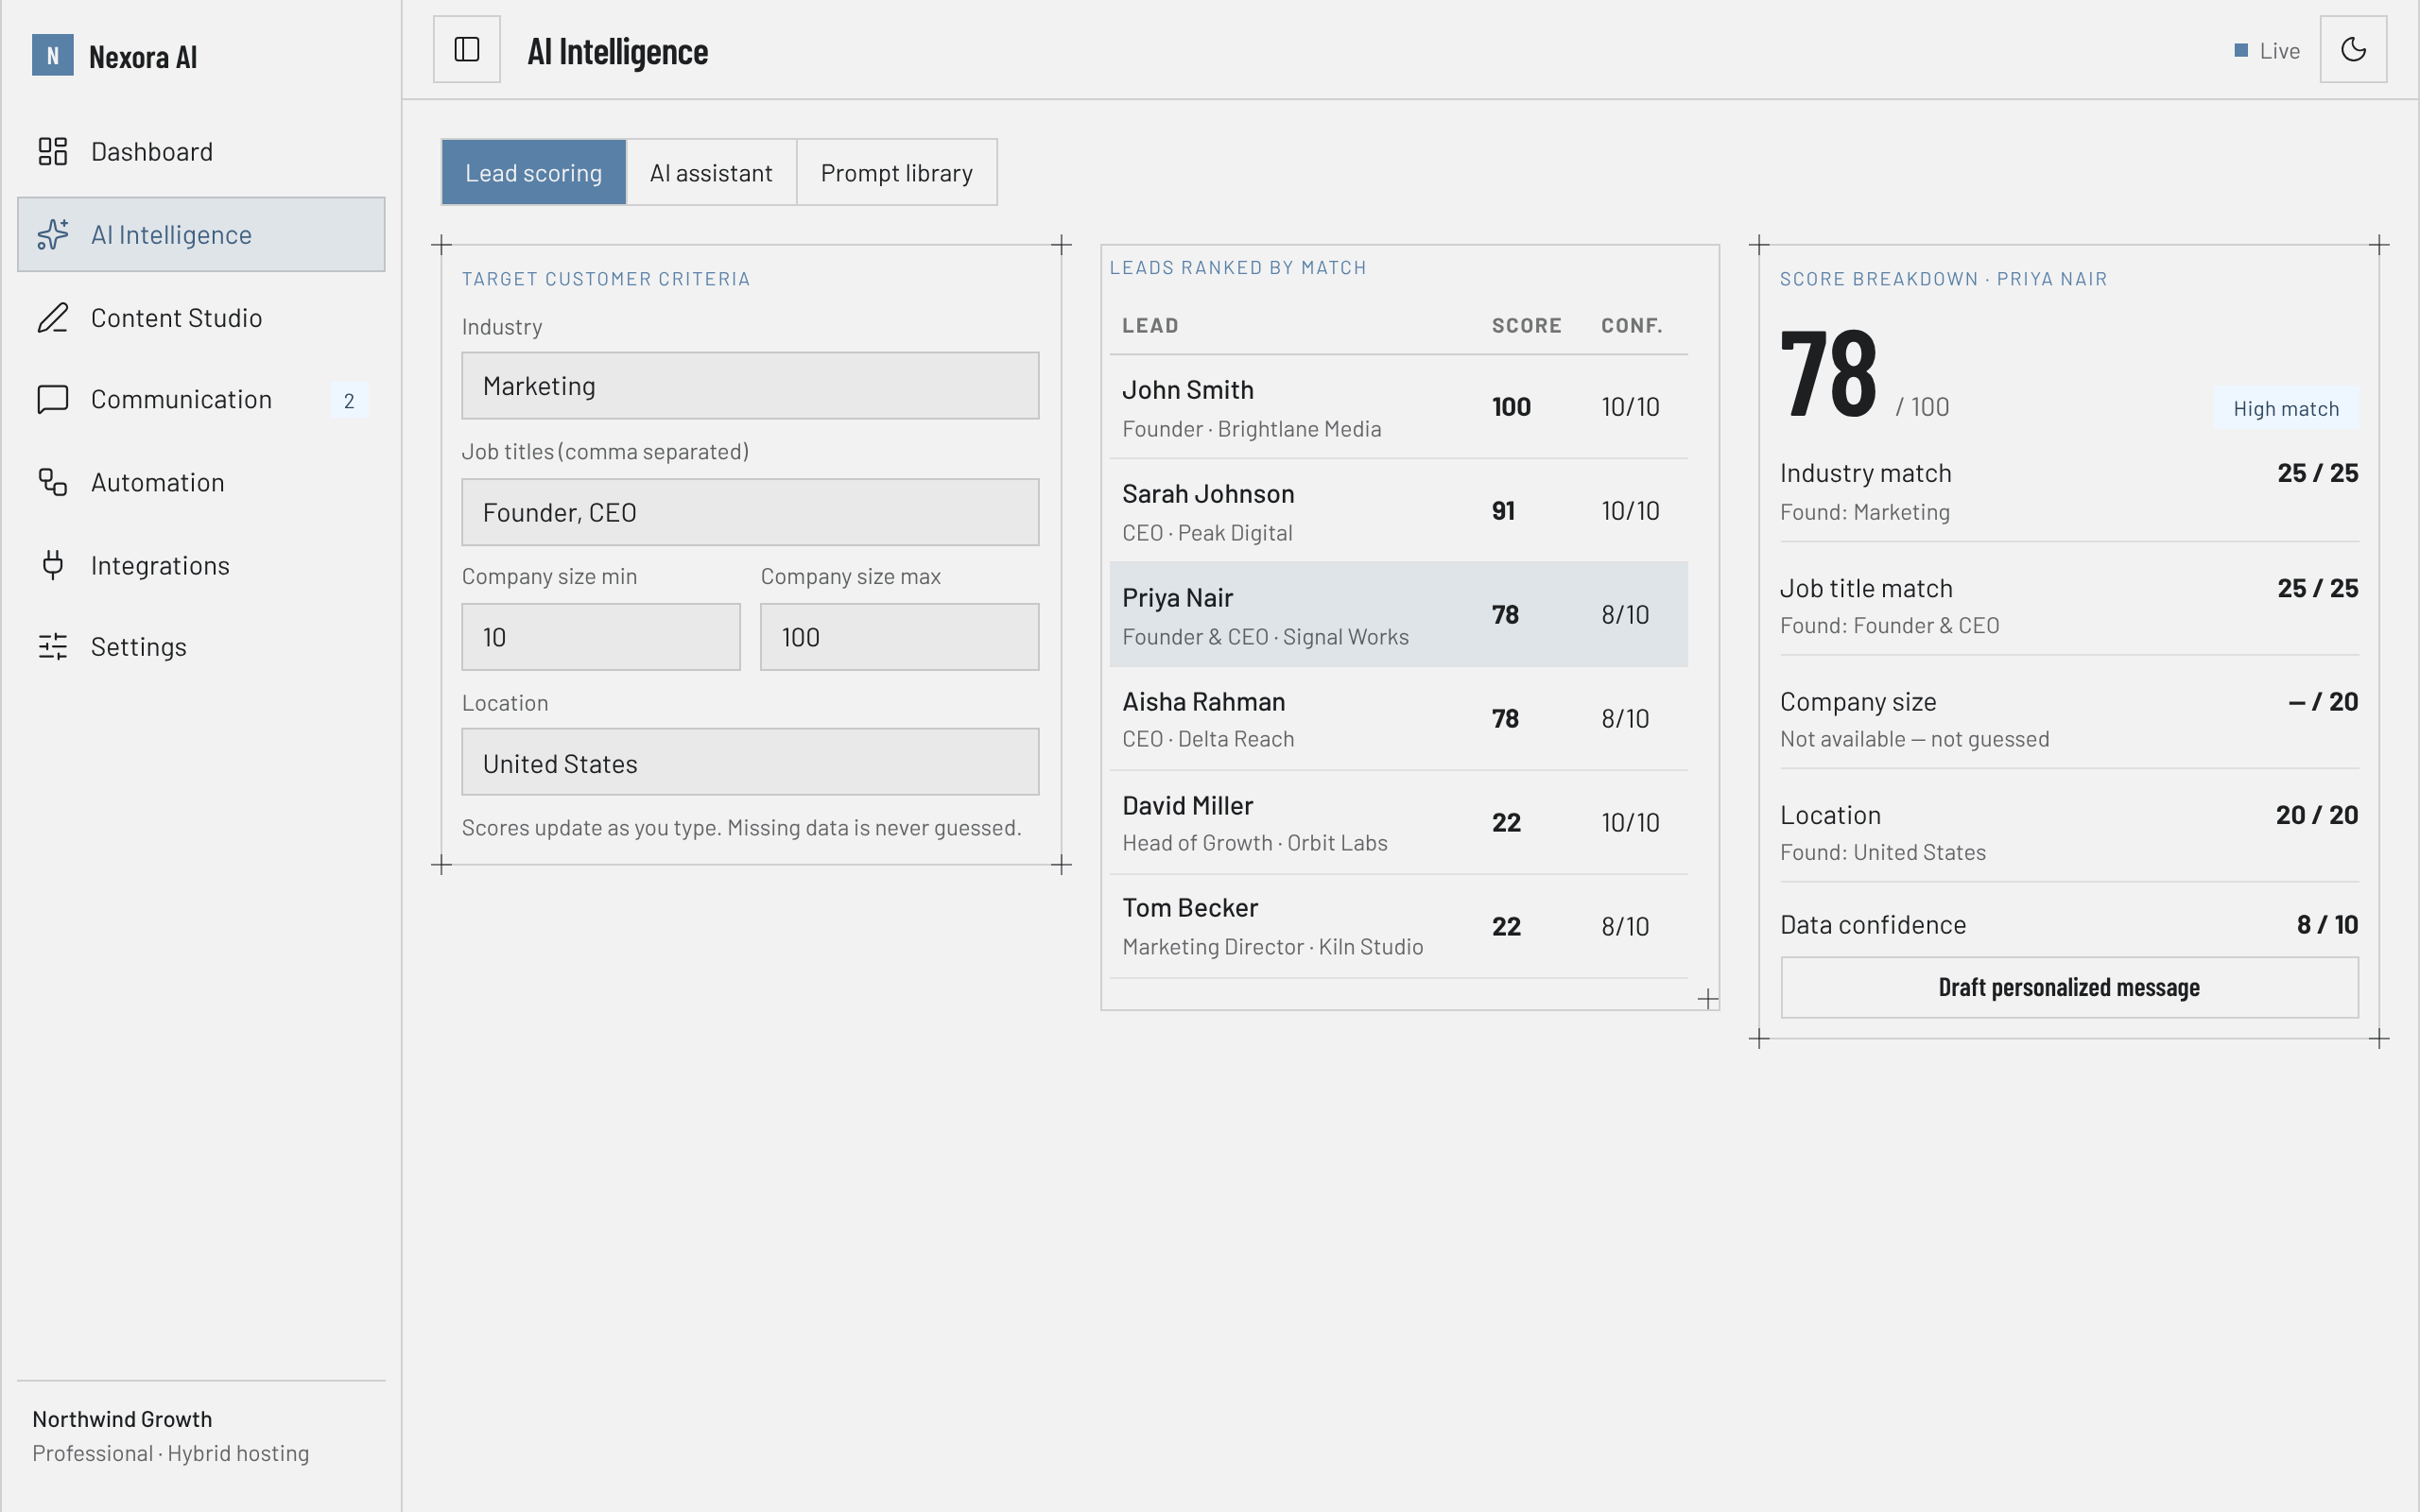 N Nexora AI
Dashboard
AI Intelligence
Content Studio
Communication 2
Automation
Integrations
Settings
Northwind Growth
Professional · Hybrid hosting
AI Intelligence
Live
Lead scoring AI assistant Prompt library
TARGET CUSTOMER CRITERIA
Industry
Marketing
Job titles (comma separated)
Founder, CEO
Company size min Company size max
10 100
Location
United States
Scores update as you type. Missing data is never guessed.
LEADS RANKED BY MATCH
LEAD SCORE CONF.
John Smith
Founder · Brightlane Media
100 10/10
Sarah Johnson
CEO · Peak Digital
91 10/10
Priya Nair
Founder & CEO · Signal Works
78 8/10
Aisha Rahman
CEO · Delta Reach
78 8/10
David Miller
Head of Growth · Orbit Labs
22 10/10
Tom Becker
Marketing Director · Kiln Studio
22 8/10
SCORE BREAKDOWN · PRIYA NAIR
78 / 100
High match
Industry match 25 / 25
Found: Marketing
Job title match 25 / 25
Found: Founder & CEO
Company size — / 20
Not available — not guessed
Location 20 / 20
Found: United States
Data confidence 8 / 10
Draft personalized message